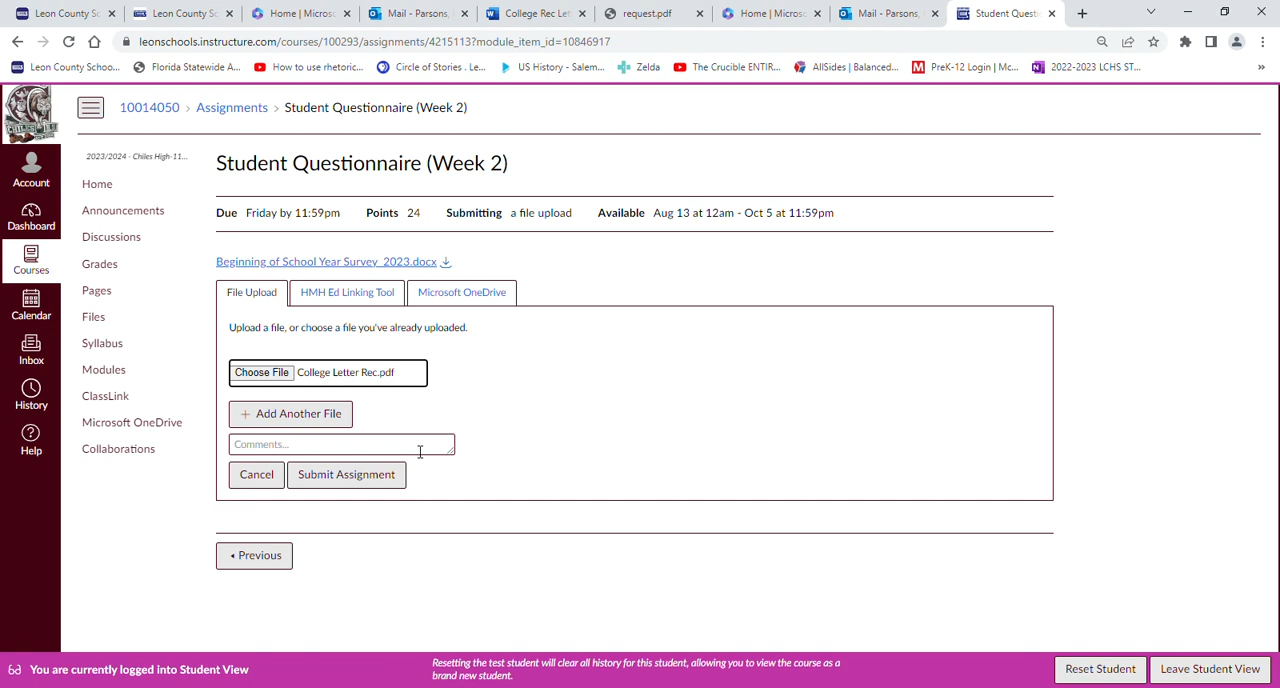 Leon County Sc
Leon County Sc
Home | Microsc
Mail - Parsons,
College Rec Let
request.pdf
Home | Microsc
Mail - Parsons,
Student Questi
leonschools.instructure.com/courses/100293/assignments/4215113?module_item_id=10846917
Leon County Schoo...
Florida Statewide A...
How to use rhetoric...
Circle of Stories . Le...
US History - Salem...
Zelda
The Crucible ENTIR...
AllSides | Balanced...
PreK-12 Login | Mc...
2022-2023 LCHS ST...
»
10014050 › Assignments › Student Questionnaire (Week 2)
2023/2024 - Chiles High-11...
Account
Dashboard
Courses
Calendar
Inbox
History
Help
Home
Announcements
Discussions
Grades
Pages
Files
Syllabus
Modules
ClassLink
Microsoft OneDrive
Collaborations
Student Questionnaire (Week 2)
Due Friday by 11:59pm Points 24 Submitting a file upload Available Aug 13 at 12am - Oct 5 at 11:59pm
Beginning of School Year Survey_2023.docx
File Upload
HMH Ed Linking Tool
Microsoft OneDrive
Upload a file, or choose a file you've already uploaded.
Choose File College Letter Rec.pdf
+ Add Another File
Comments...
Cancel
Submit Assignment
Previous
You are currently logged into Student View
Resetting the test student will clear all history for this student, allowing you to view the course as a
brand new student.
Reset Student
Leave Student View